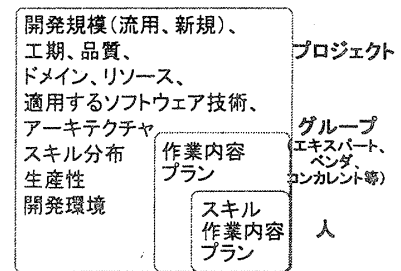 開発規模(流用、新規)、
工期、品質、
ドメイン、リソース、
適用するソフトウェア技術、
アーキテクチャ
スキル分布
生産性
開発環境
プロジェクト
作業内容
プラン
グループ
(エキスパート、
ベンダ、
コンカレント等)
スキル
作業内容
プラン
人